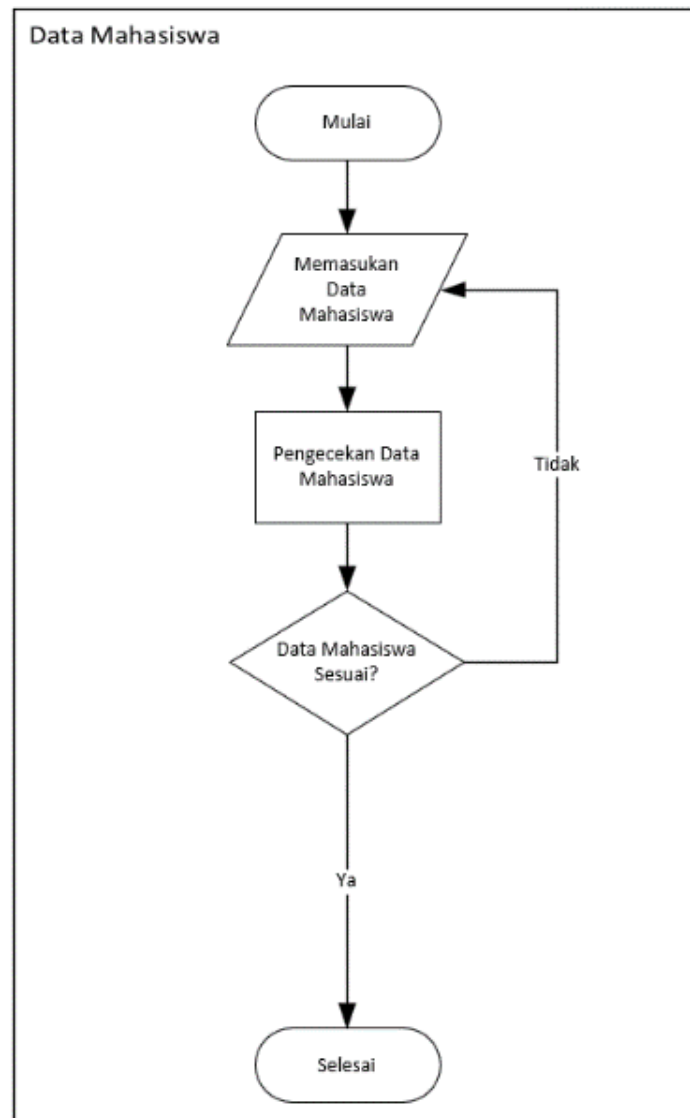 Data Mahasiswa
Mulai
Memasukan
Data
Mahasiswa
Pengecekan Data
Mahasiswa
Tidak
Data Mahasiswa
Sesuai?
Ya
Selesai